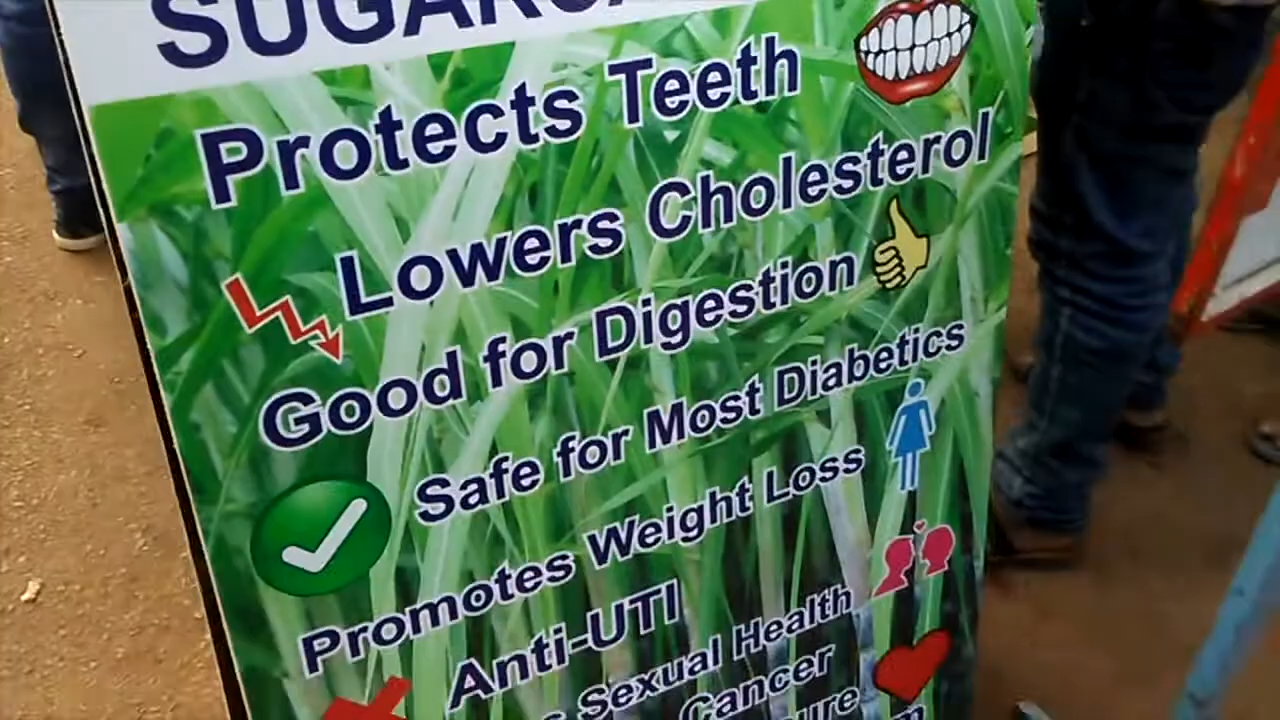 Protects Teeth
Lowers Cholesterol
Good for Digestion
Safe for Most Diabetics
Promotes Weight Loss
Anti-UTI
Sexual Health
Cancer